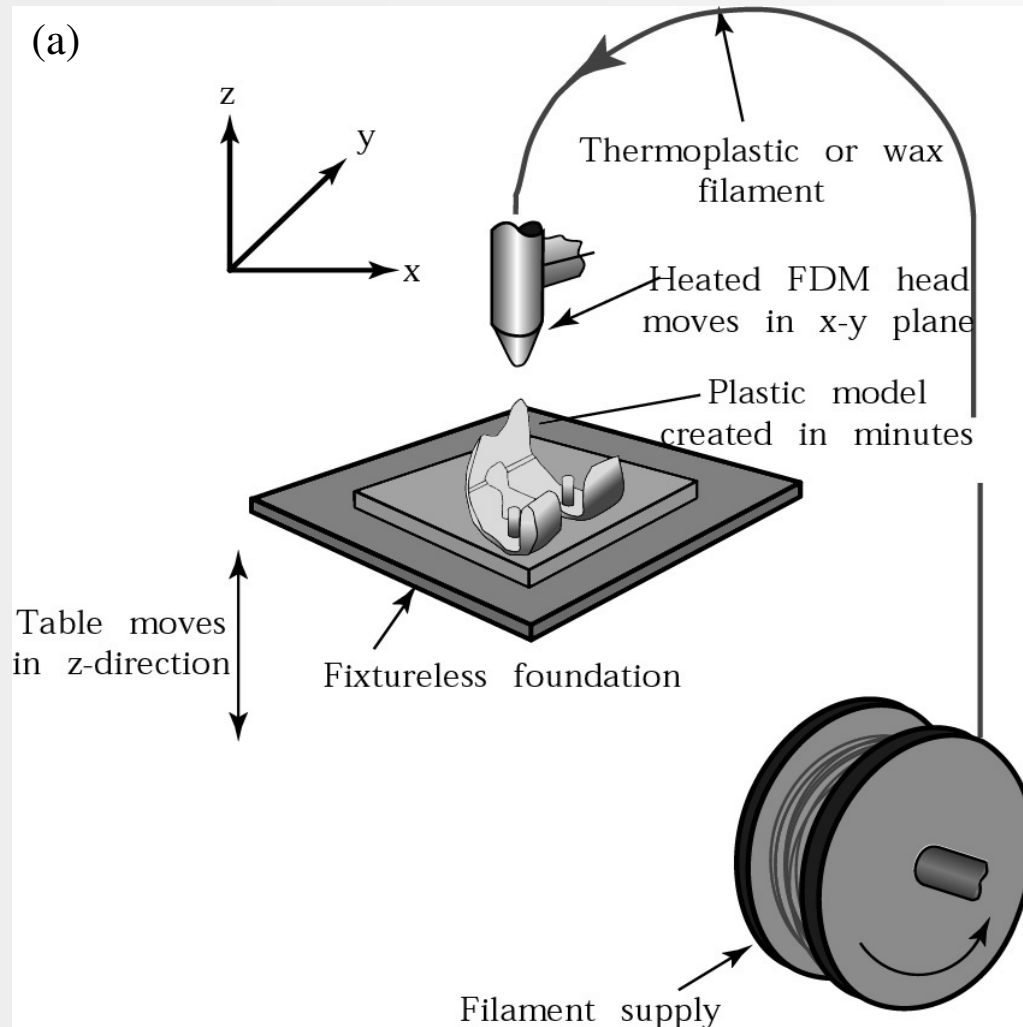 (a)
z
y
x
Thermoplastic or wax
filament
Heated FDM head
moves in x-y plane
Plastic model
created in minutes
Table moves
in z-direction
Fixtureless foundation
Filament supply